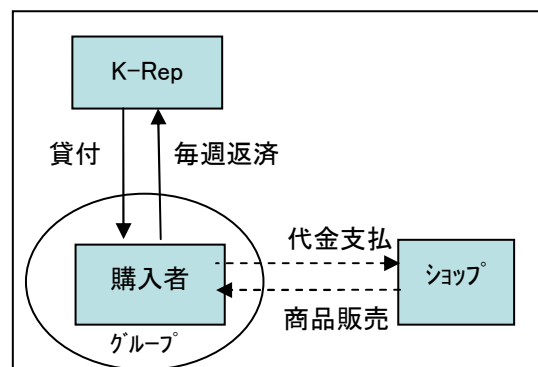 K-Rep
貸付
毎週返済
代金支払
購入者
ｼｮｯﾌﾟ
商品販売
ｸﾞﾙｰﾌﾟ